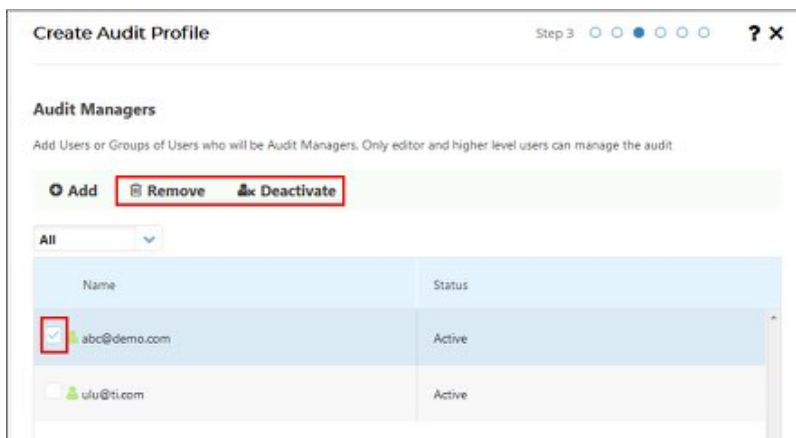 Create Audit Profile Step 3 ? X
Audit Managers
Add Users or Groups of Users who will be Audit Managers. Only editor and higher level users can manage the audit
Add Remove Deactivate
All
Name Status
abc@demo.com Active
ulu@ti.com Active